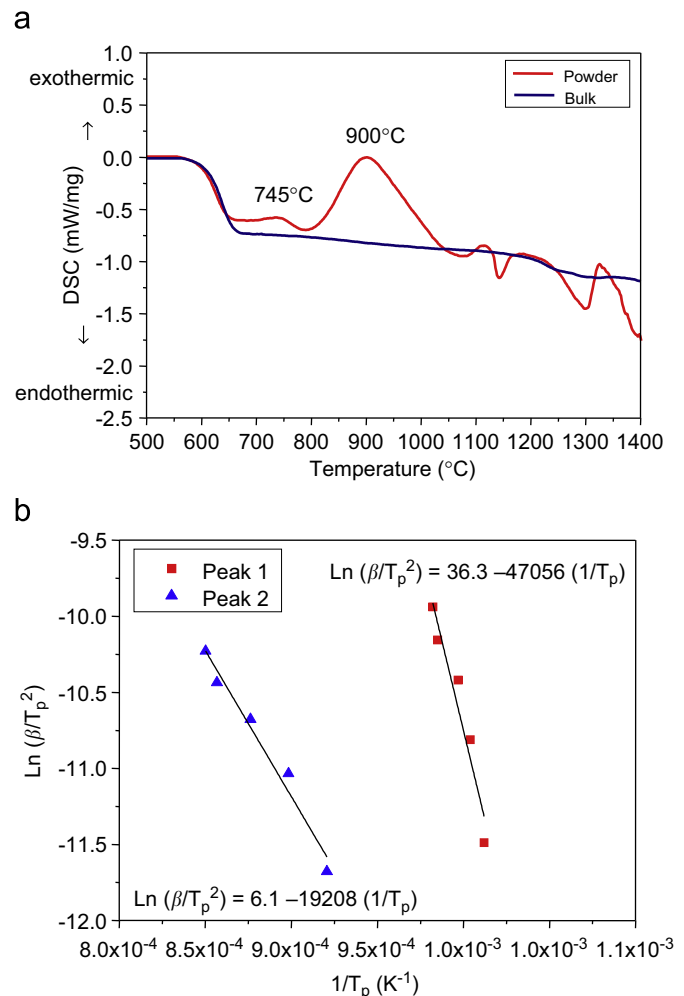 a
1.0
exothermic
0.5
0.0
-0.5
-1.0
-1.5
-2.0
endothermic
-2.5
DSC (mW/mg)
← →
Powder
Bulk
745°C
900°C
500 600 700 800 900 1000 1100 1200 1300 1400
Temperature (°C)
b
-9.5
-10.0
-10.5
-11.0
-11.5
-12.0
Ln (β/Tp²)
Peak 1
Peak 2
Ln (β/Tp²) = 36.3 –47056 (1/Tp)
Ln (β/Tp²) = 6.1 –19208 (1/Tp)
8.0x10⁻⁴ 8.5x10⁻⁴ 9.0x10⁻⁴ 9.5x10⁻⁴ 1.0x10⁻³ 1.0x10⁻³ 1.1x10⁻³
1/Tp (K⁻¹)